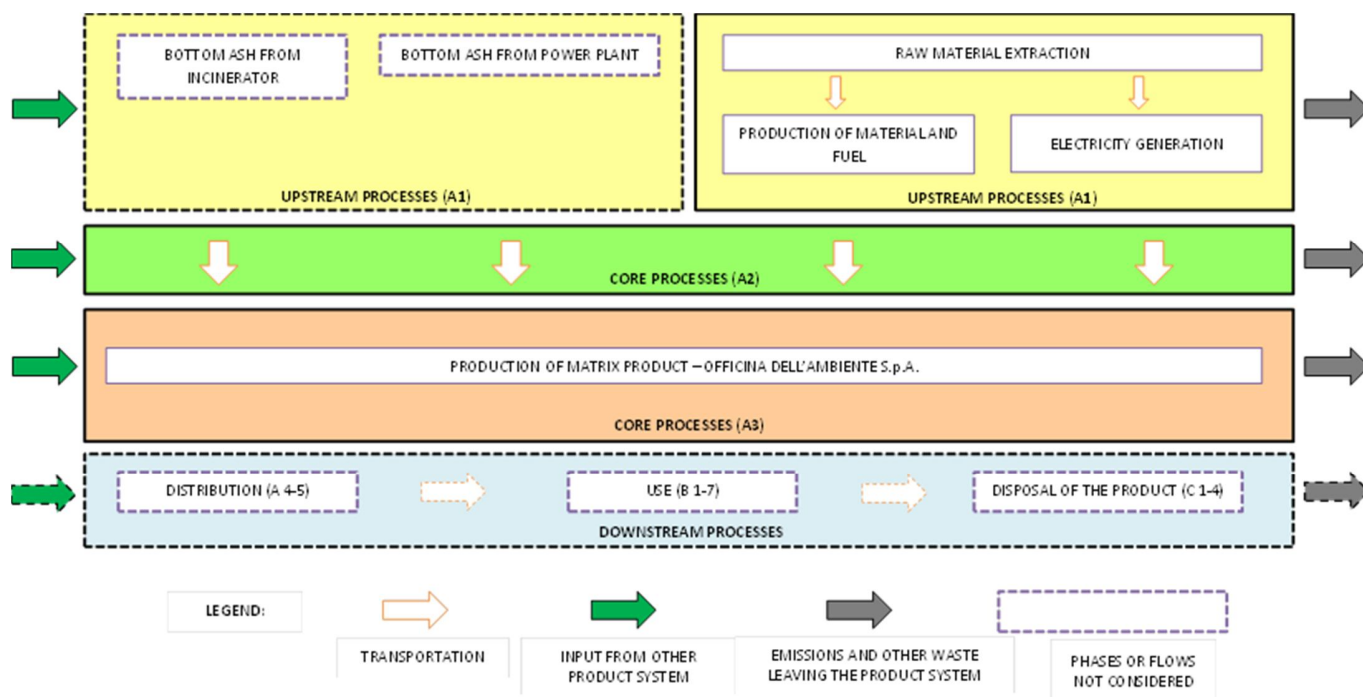 BOTTOM ASH FROM
INCINERATOR
BOTTOM ASH FROM POWER PLANT
UPSTREAM PROCESSES (A1)
RAW MATERIAL EXTRACTION
PRODUCTION OF MATERIAL AND
FUEL
ELECTRICITY GENERATION
UPSTREAM PROCESSES (A1)
CORE PROCESSES (A2)
PRODUCTION OF MATRIX PRODUCT – OFFICINA DELL'AMBIENTE S.p.A.
CORE PROCESSES (A3)
DISTRIBUTION (A 4-5)
USE (B 1-7)
DISPOSAL OF THE PRODUCT (C 1-4)
DOWNSTREAM PROCESSES
LEGEND:
TRANSPORTATION
INPUT FROM OTHER
PRODUCT SYSTEM
EMISSIONS AND OTHER WASTE
LEAVING THE PRODUCT SYSTEM
PHASES OR FLOWS
NOT CONSIDERED